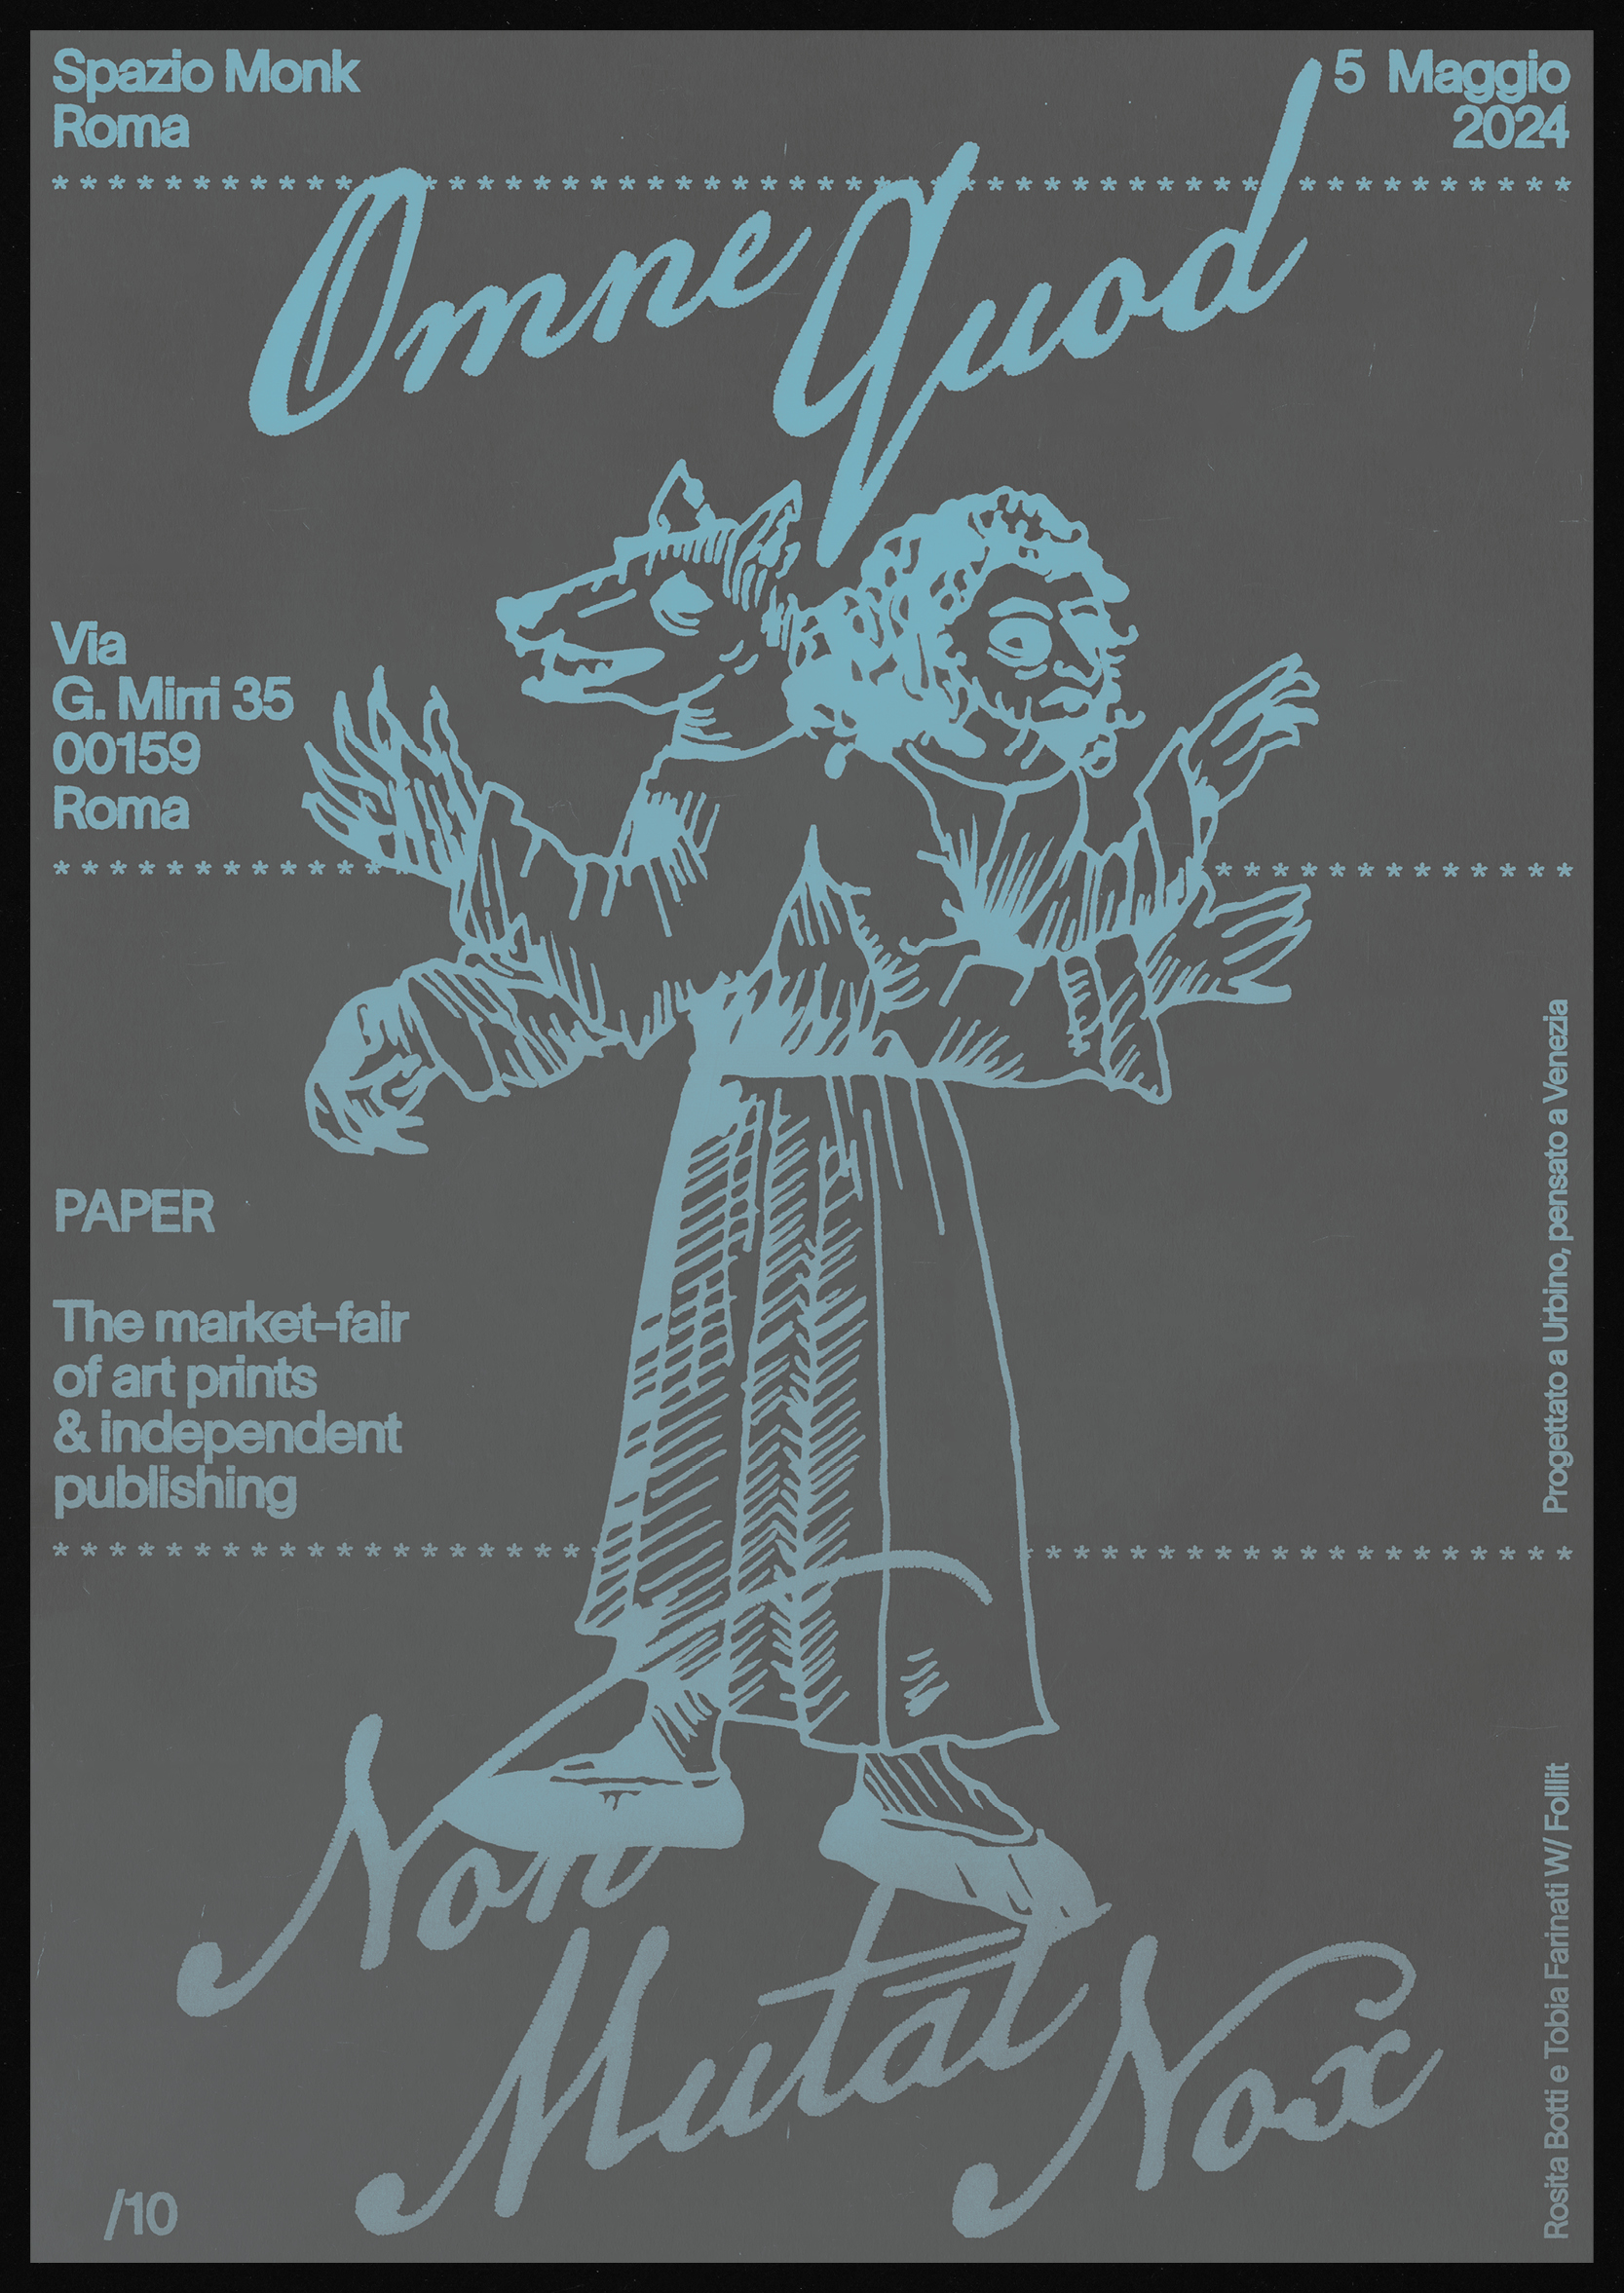 Spazio Monk
Roma
5 Maggio
2024
Omne Quod
Via
G. Mirri 35
00159
Roma
PAPER
The market-fair
of art prints
& independent
publishing
Progettato a Urbino, pensato a Venezia
Non
Mutat
Nox
Rosita Botti e Tobia Farinati W/ Follit
/10